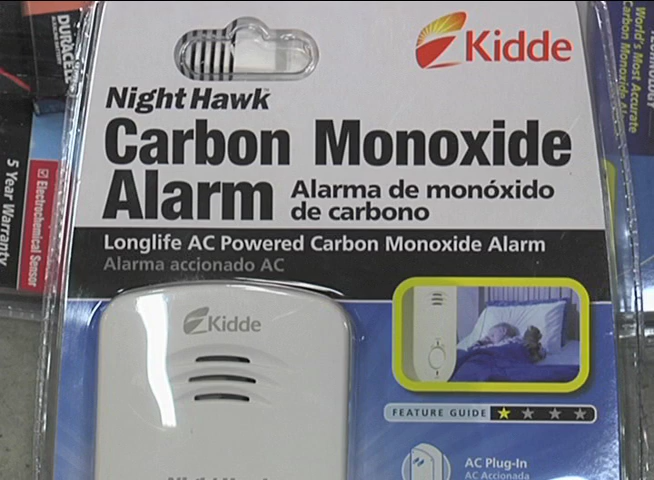 Kidde
Night Hawk
Carbon Monoxide
Alarm
Alarma de monóxido
de carbono
Longlife AC Powered Carbon Monoxide Alarm
Alarma accionado AC
Kidde
FEATURE GUIDE
AC Plug-In
AC Accionada
DURACELL
Electrochemical Sensor
5 Year Warranty
TECHNOLOGY
World's Most Accurate
Carbon Monoxide